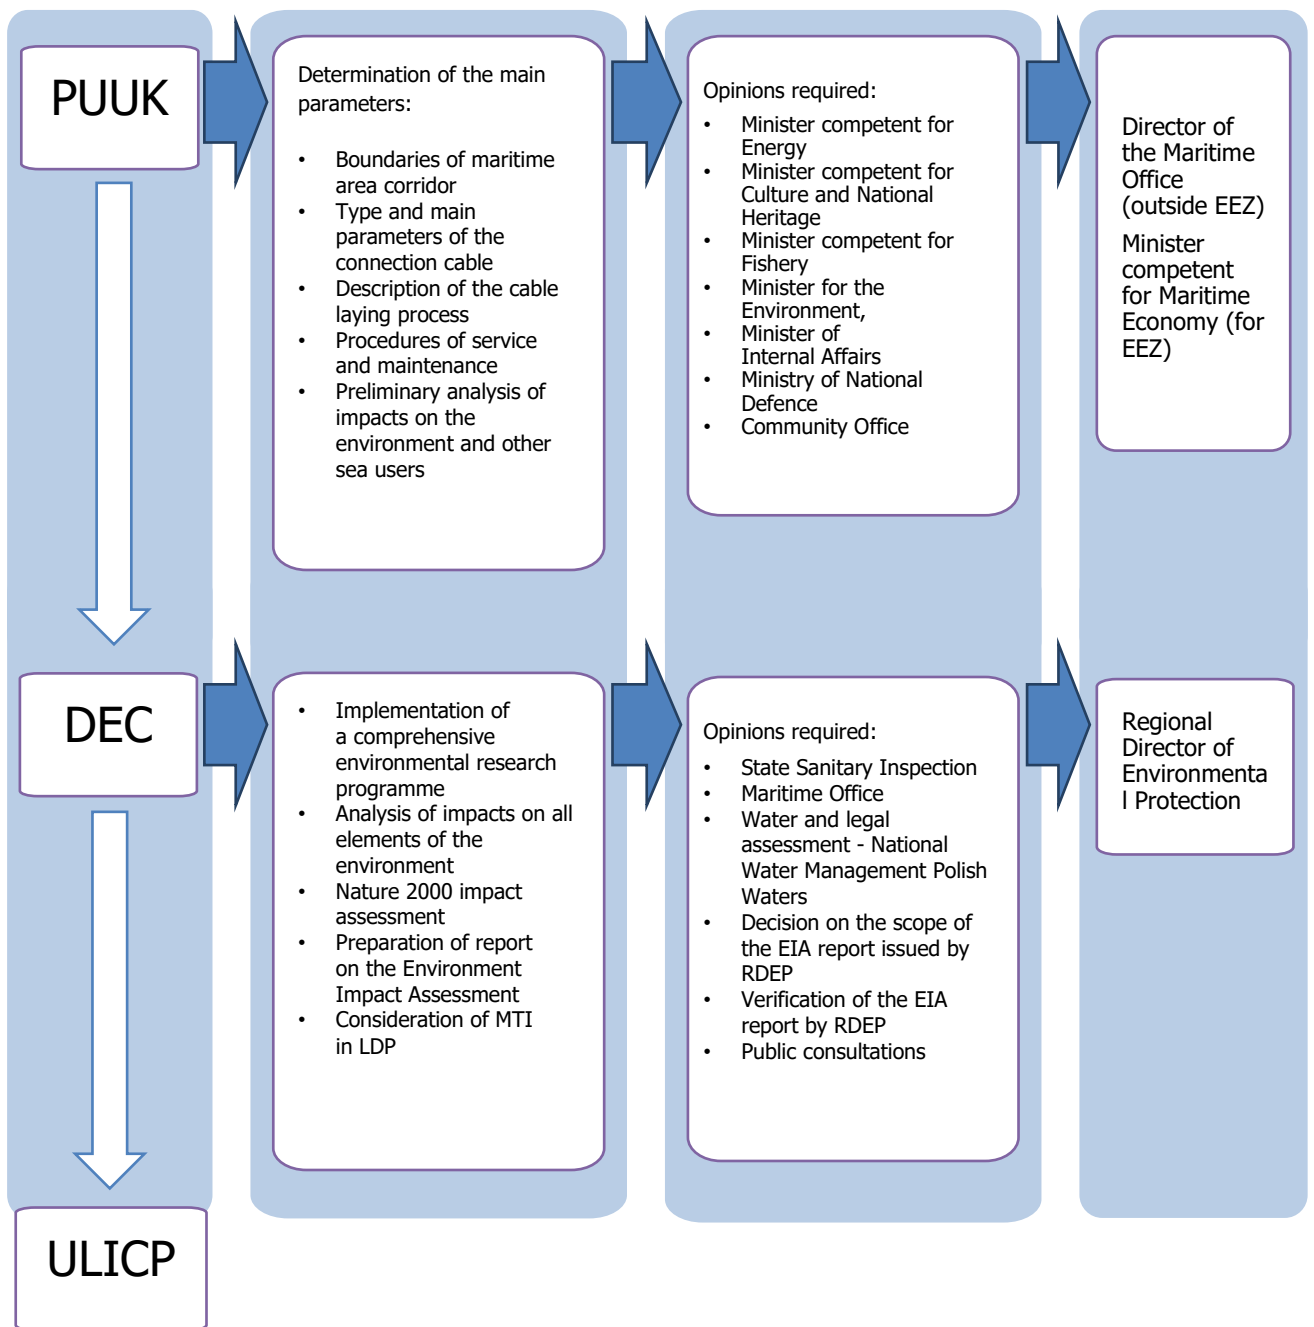 PUUK
Determination of the main
parameters:
• Boundaries of maritime
area corridor
• Type and main
parameters of the
connection cable
• Description of the cable
laying process
• Procedures of service
and maintenance
• Preliminary analysis of
impacts on the
environment and other
sea users
Opinions required:
• Minister competent for
Energy
• Minister competent for
Culture and National
Heritage
• Minister competent for
Fishery
• Minister for the
Environment,
• Minister of
Internal Affairs
• Ministry of National
Defence
• Community Office
Director of
the Maritime
Office
(outside EEZ)
Minister
competent
for Maritime
Economy (for
EEZ)
DEC
• Implementation of
a comprehensive
environmental research
programme
• Analysis of impacts on all
elements of the
environment
• Nature 2000 impact
assessment
• Preparation of report
on the Environment
Impact Assessment
• Consideration of MTI
in LDP
Opinions required:
• State Sanitary Inspection
• Maritime Office
• Water and legal
assessment - National
Water Management Polish
Waters
• Decision on the scope of
the EIA report issued by
RDEP
• Verification of the EIA
report by RDEP
• Public consultations
Regional
Director of
Environmenta
l Protection
ULICP